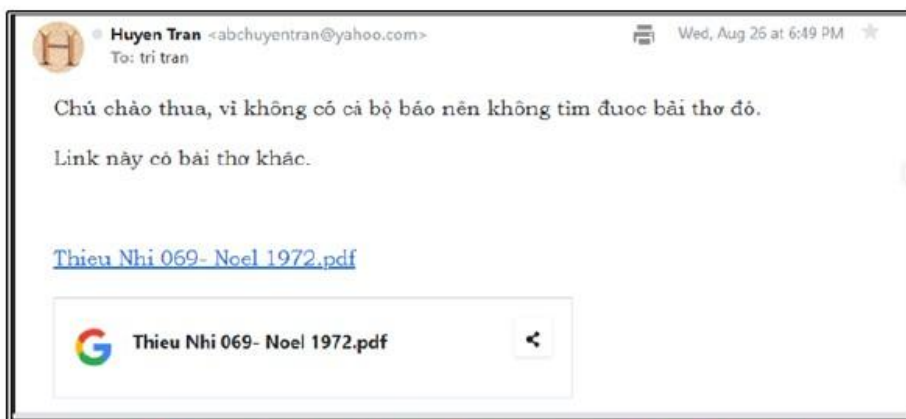 Huyen Tran <abchuyentran@yahoo.com>
Wed, Aug 26 at 6:49 PM
To: tri tran
Chú chào thua, vì không có cả bộ báo nên không tìm đuoc bài thơ đó.
Link này có bài thơ khác.
Thieu Nhi 069- Noel 1972.pdf
Thieu Nhi 069- Noel 1972.pdf